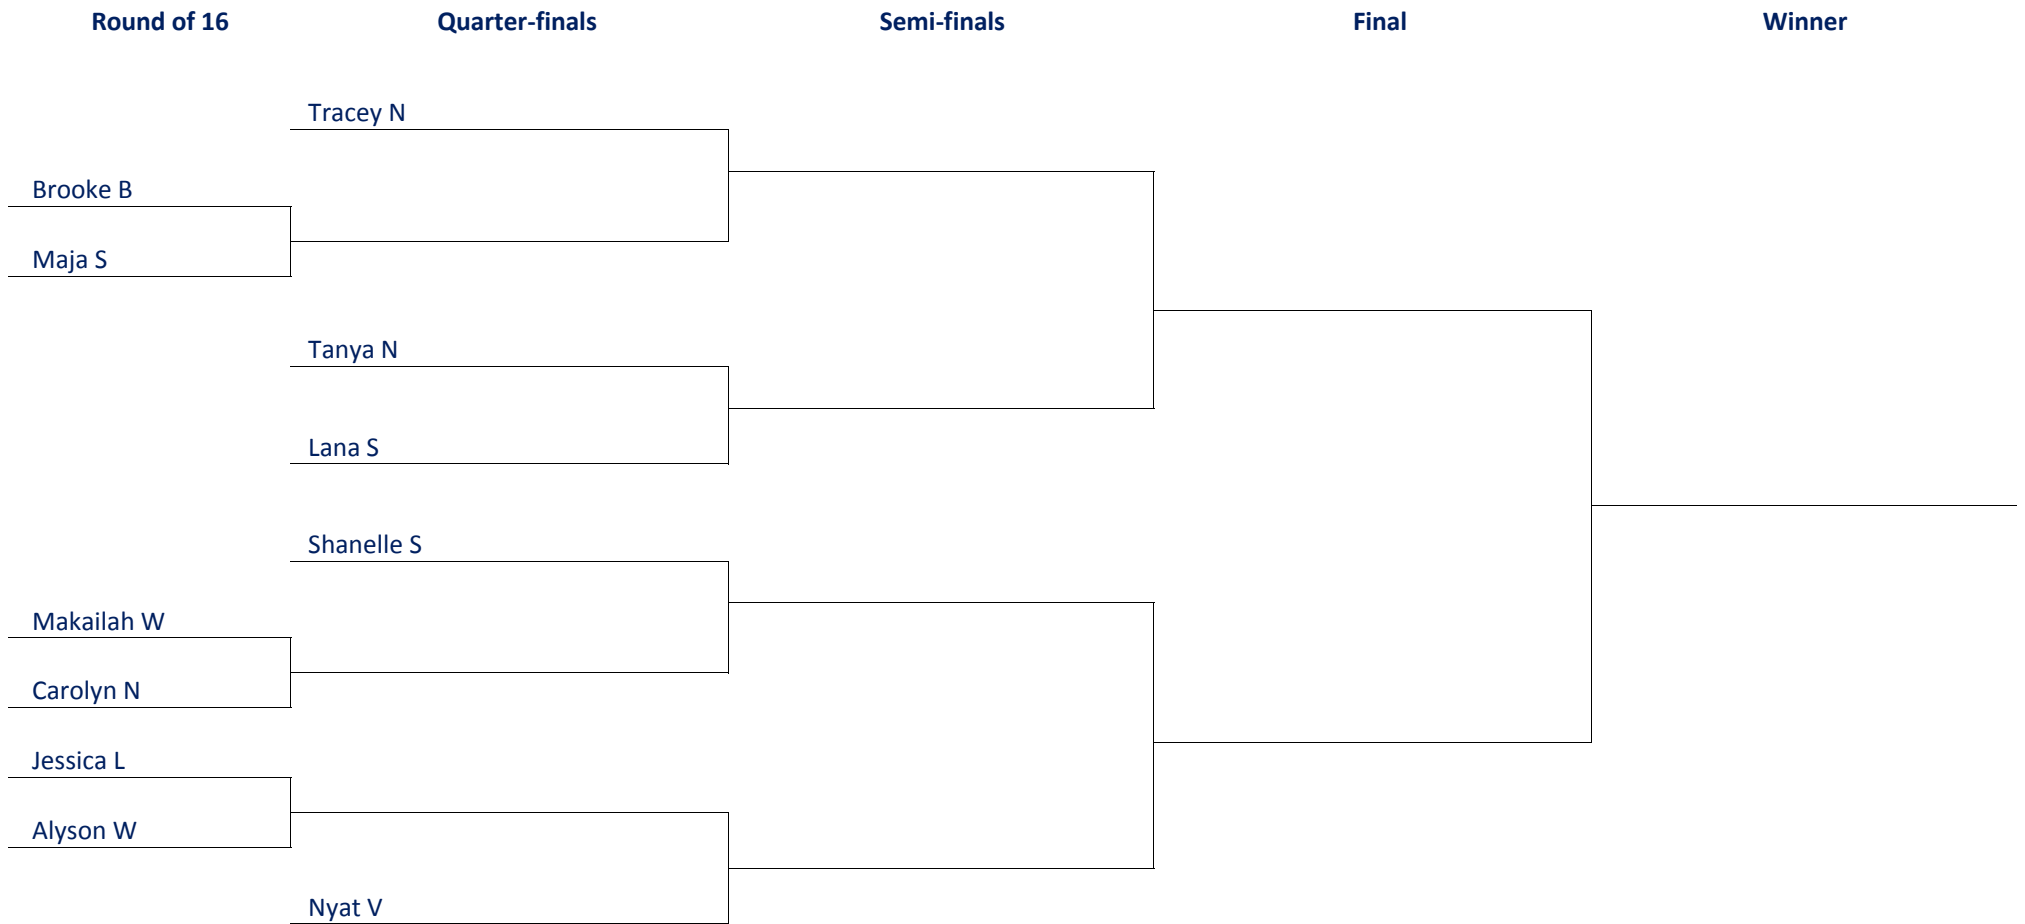 Round of 16 Quarter-finals Semi-finals Final Winner
Tracey N
Brooke B
Maja S
Tanya N
Lana S
Shanelle S
Makailah W
Carolyn N
Jessica L
Alyson W
Nyat V